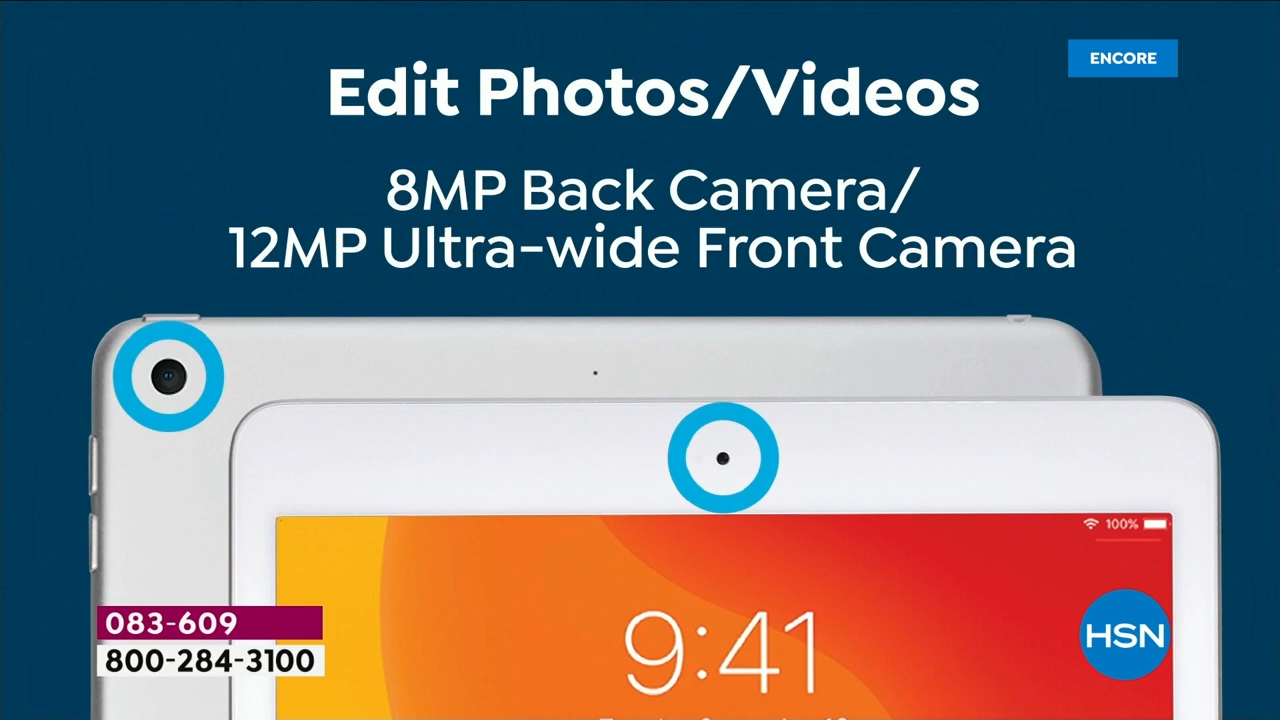 ENCORE
Edit Photos/Videos
8MP Back Camera/
12MP Ultra-wide Front Camera
100%
9:41
083-609
800-284-3100
HSN